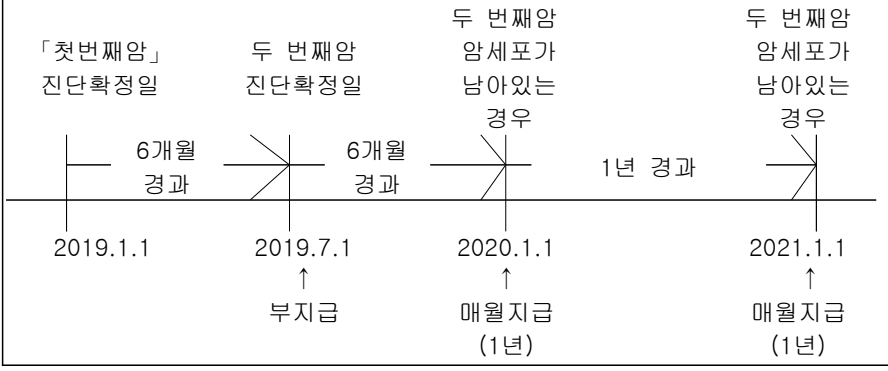 「첫번째암」
진단확정일
두 번째암
진단확정일
두 번째암
암세포가
남아있는
경우
두 번째암
암세포가
남아있는
경우
6개월
경과
6개월
경과
1년 경과
2019.1.1
2019.7.1
2020.1.1
2021.1.1
↑
↑
↑
부지급
매월지급
(1년)
매월지급
(1년)